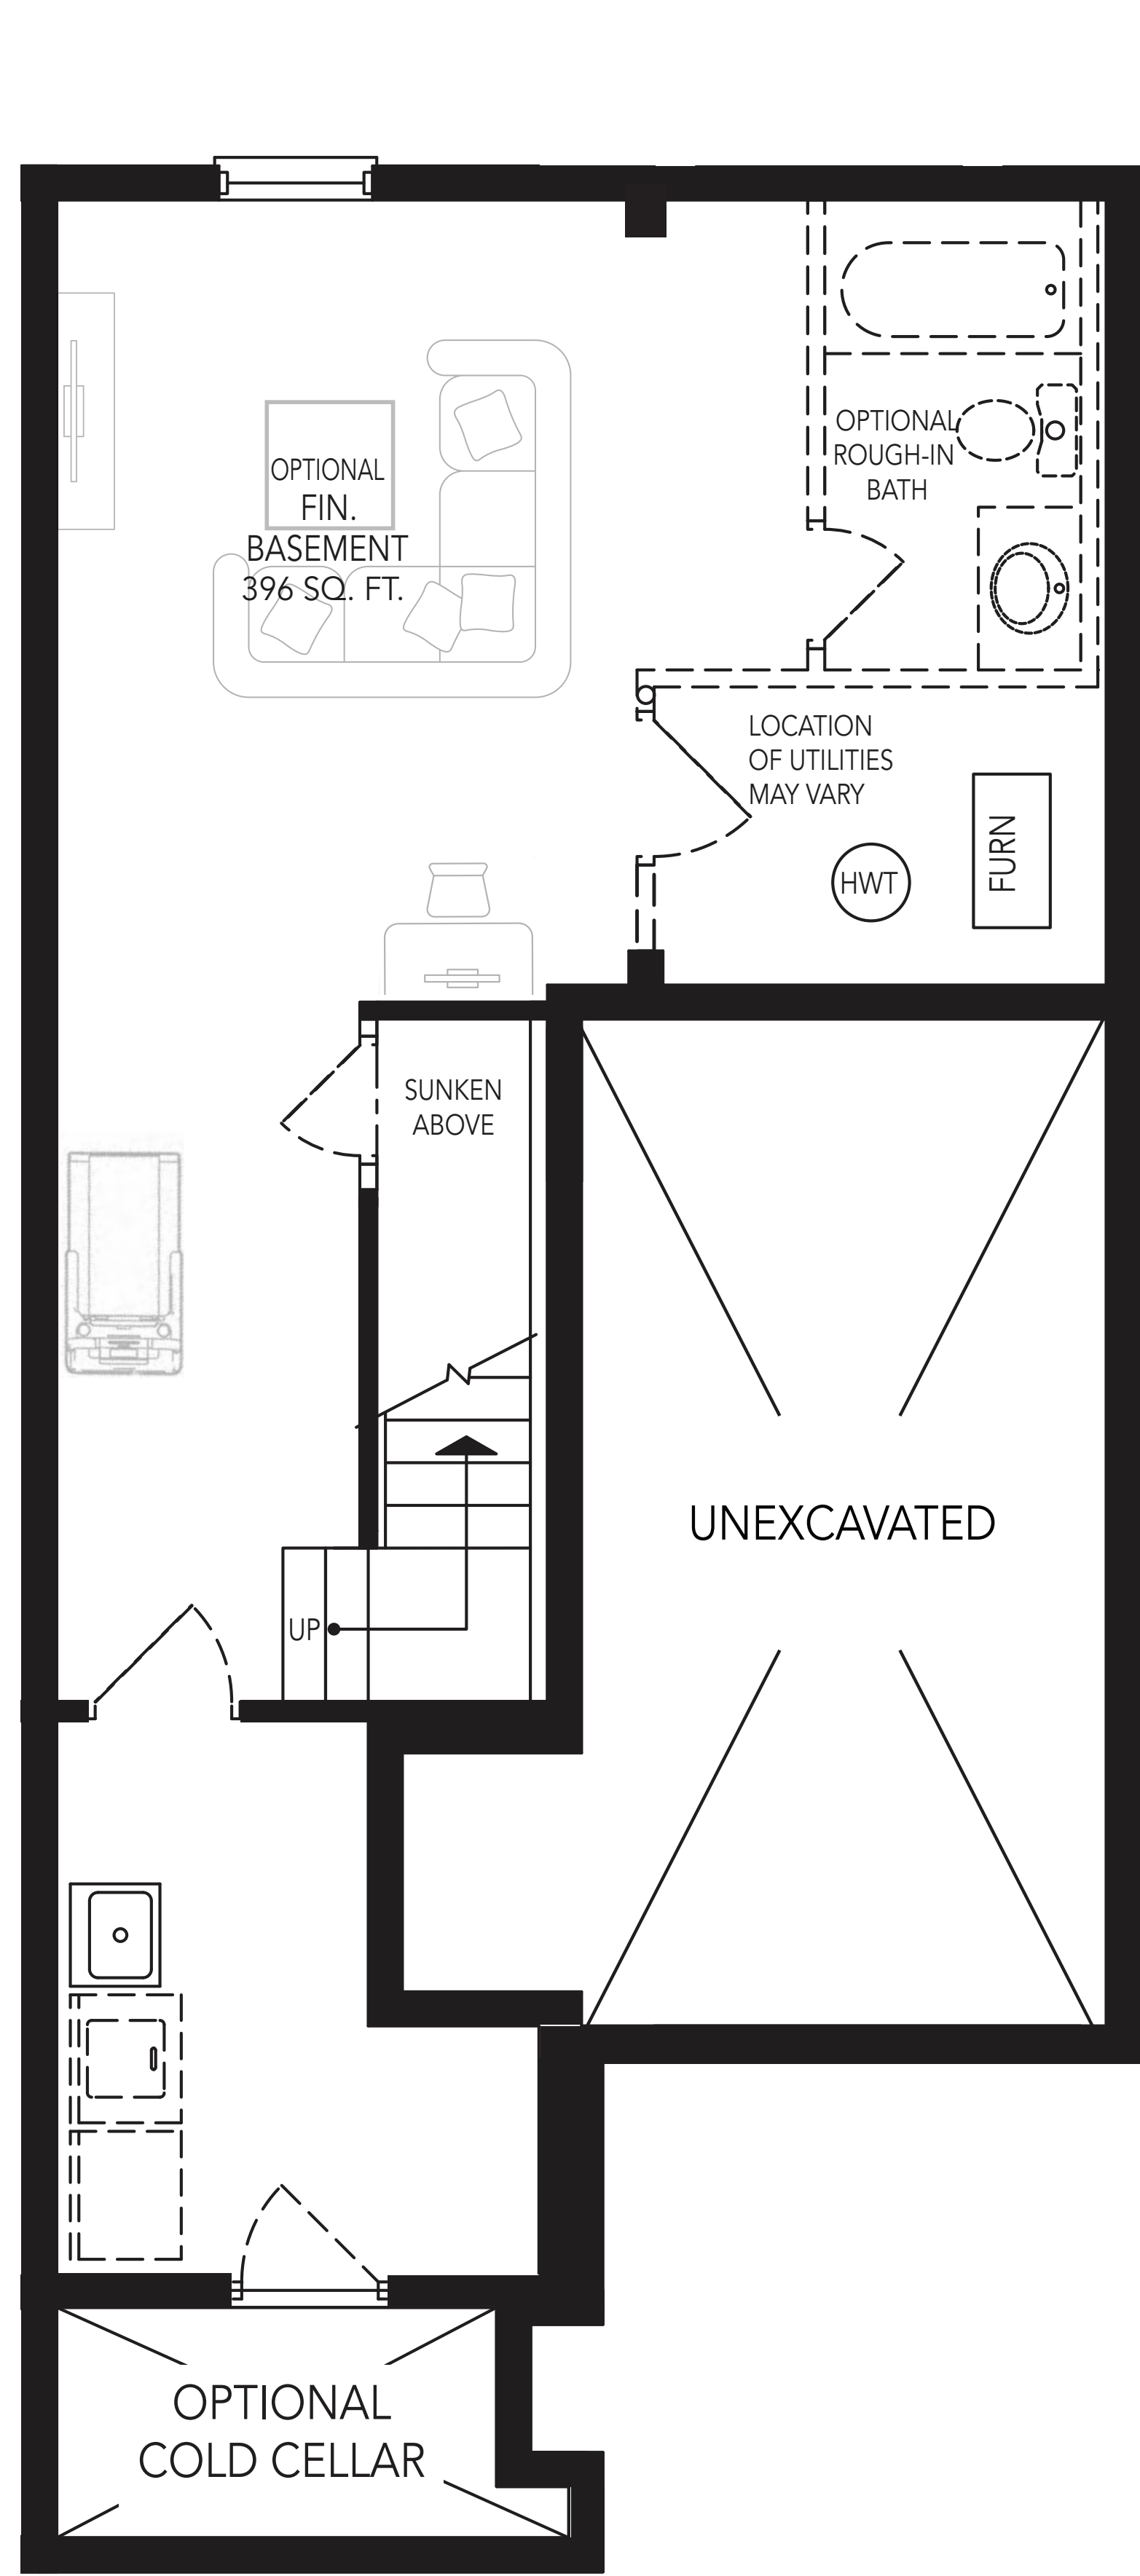 OPTIONAL
FIN.
BASEMENT
396 SQ. FT.
OPTIONAL
ROUGH-IN
BATH
LOCATION
OF UTILITIES
MAY VARY
HWT
FURN
SUNKEN
ABOVE
UNEXCAVATED
UP
OPTIONAL
COLD CELLAR